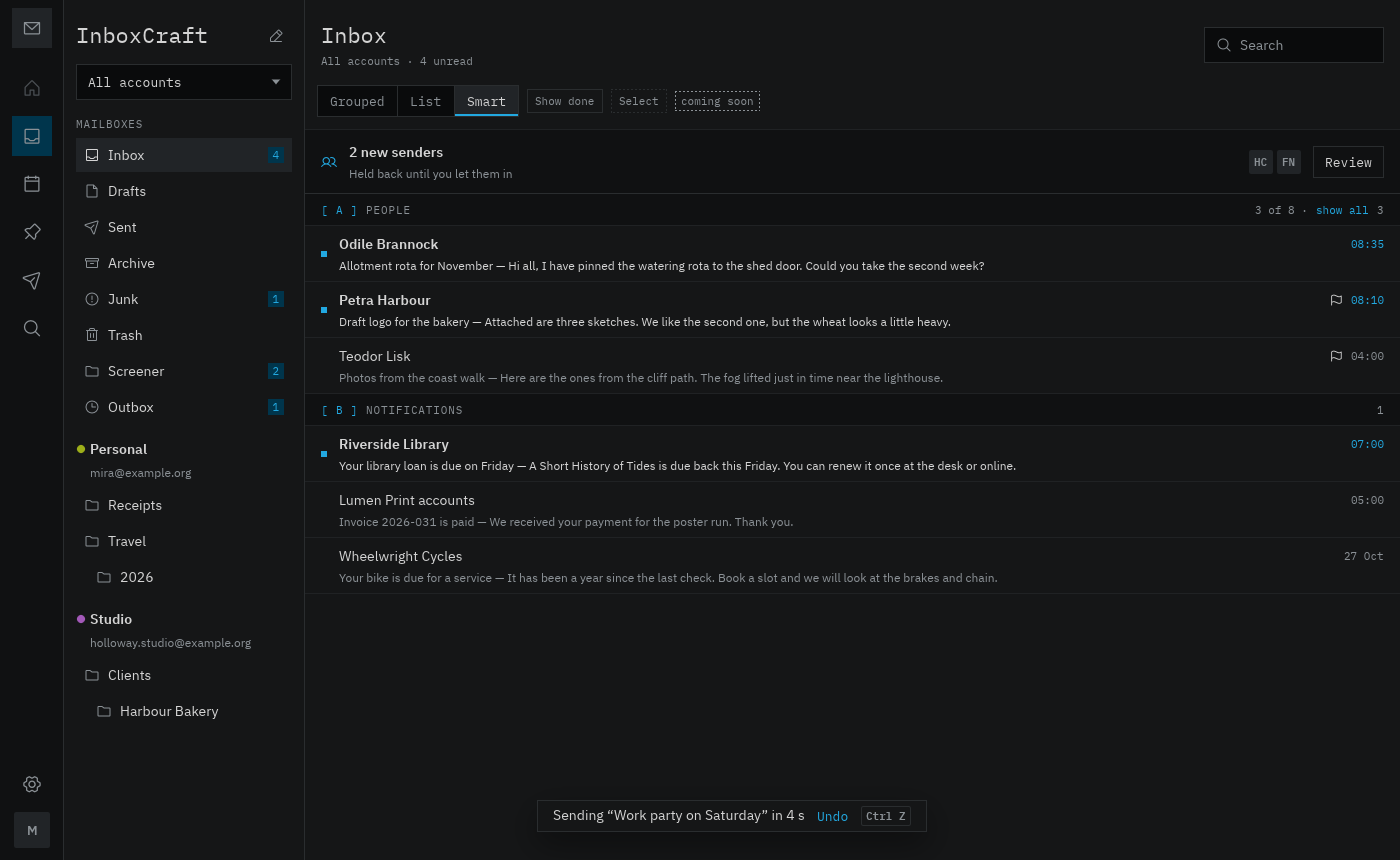 InboxCraft
All accounts
MAILBOXES
Inbox 4
Drafts
Sent
Archive
Junk 1
Trash
Screener 2
Outbox 1
Personal
mira@example.org
Receipts
Travel
2026
Studio
holloway.studio@example.org
Clients
Harbour Bakery
M
Inbox
All accounts · 4 unread
Search
Grouped List Smart Show done Select coming soon
2 new senders
Held back until you let them in
HC FN Review
[ A ] PEOPLE 3 of 8 · show all 3
Odile Brannock 08:35
Allotment rota for November — Hi all, I have pinned the watering rota to the shed door. Could you take the second week?
Petra Harbour 08:10
Draft logo for the bakery — Attached are three sketches. We like the second one, but the wheat looks a little heavy.
Teodor Lisk 04:00
Photos from the coast walk — Here are the ones from the cliff path. The fog lifted just in time near the lighthouse.
[ B ] NOTIFICATIONS 1
Riverside Library 07:00
Your library loan is due on Friday — A Short History of Tides is due back this Friday. You can renew it once at the desk or online.
Lumen Print accounts 05:00
Invoice 2026-031 is paid — We received your payment for the poster run. Thank you.
Wheelwright Cycles 27 Oct
Your bike is due for a service — It has been a year since the last check. Book a slot and we will look at the brakes and chain.
Sending “Work party on Saturday” in 4 s Undo Ctrl Z